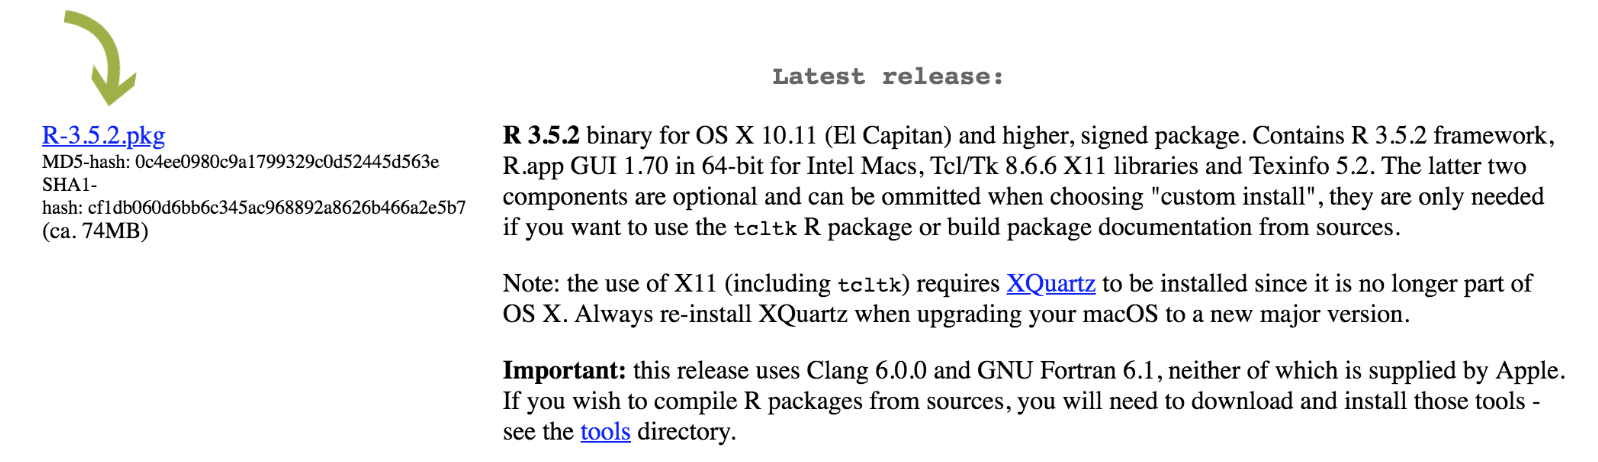 Latest release:
R-3.5.2.pkg
MD5-hash: 0c4ee0980c9a1799329c0d52445d563e
SHA1-
hash: cf1db060d6bb6c345ac968892a8626b466a2e5b7
(ca. 74MB)
R 3.5.2 binary for OS X 10.11 (El Capitan) and higher, signed package. Contains R 3.5.2 framework,
R.app GUI 1.70 in 64-bit for Intel Macs, Tcl/Tk 8.6.6 X11 libraries and Texinfo 5.2. The latter two
components are optional and can be ommitted when choosing "custom install", they are only needed
if you want to use the tcltk R package or build package documentation from sources.
Note: the use of X11 (including tcltk) requires XQuartz to be installed since it is no longer part of
OS X. Always re-install XQuartz when upgrading your macOS to a new major version.
Important: this release uses Clang 6.0.0 and GNU Fortran 6.1, neither of which is supplied by Apple.
If you wish to compile R packages from sources, you will need to download and install those tools -
see the tools directory.